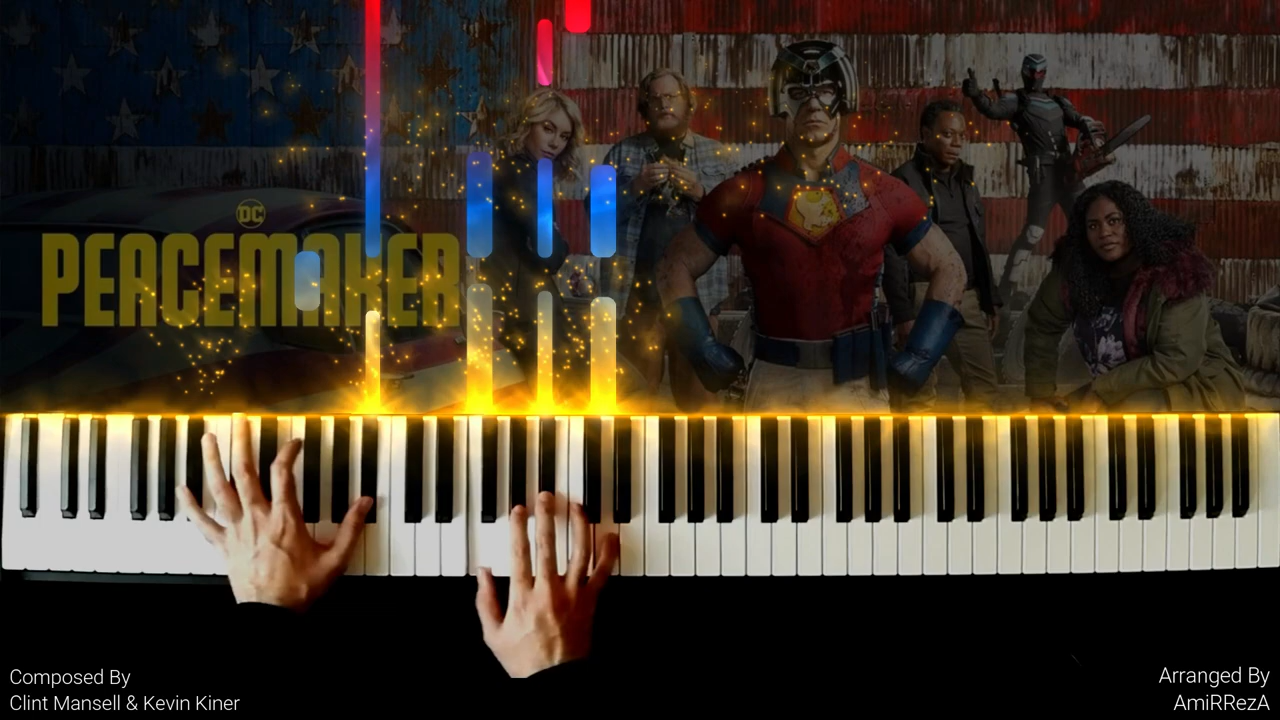 DC
PEACEMAKER
Composed By
Clint Mansell & Kevin Kiner
Arranged By
AmiRRezA